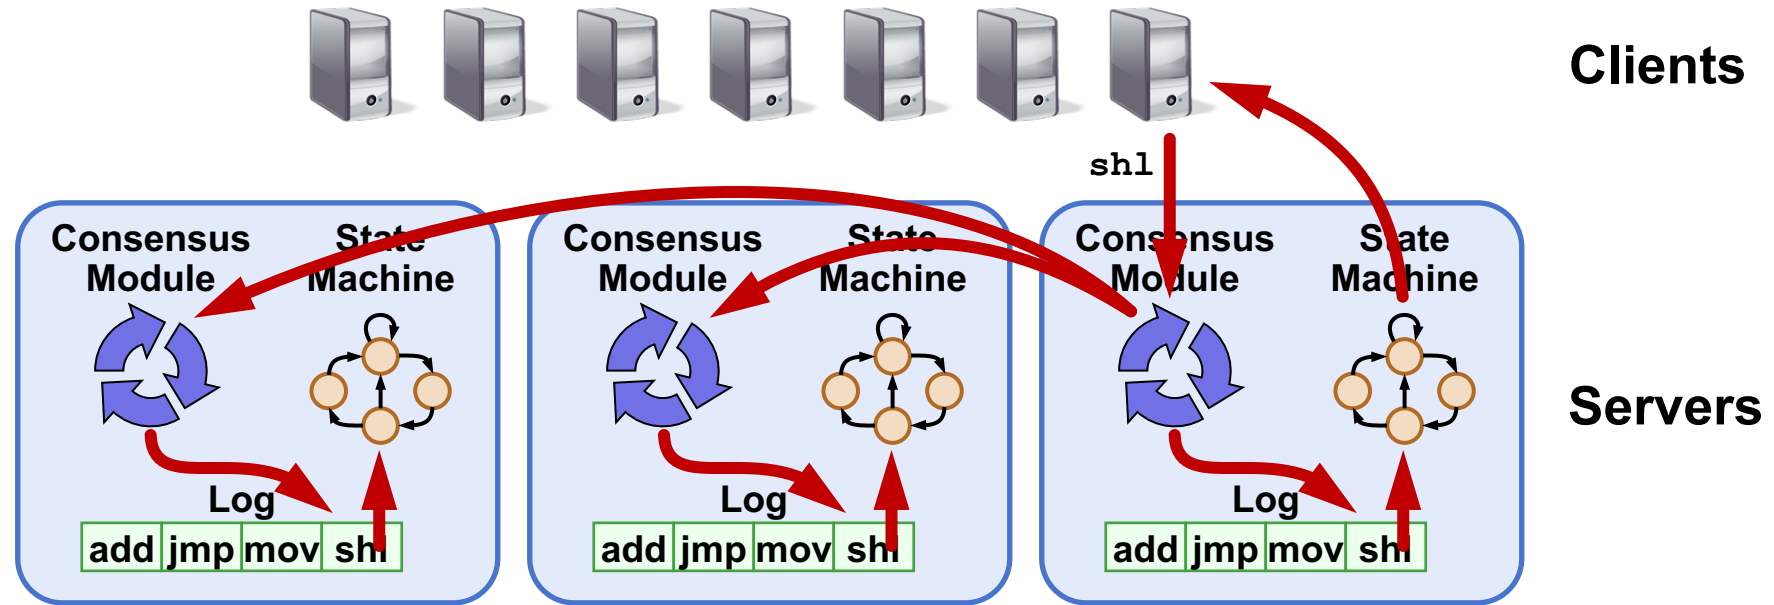 Clients
shl
Consensus Module
State Machine
Consensus Module
State Machine
Consensus Module
State Machine
Servers
Log
Log
Log
add jmp mov shl
add jmp mov shl
add jmp mov shl